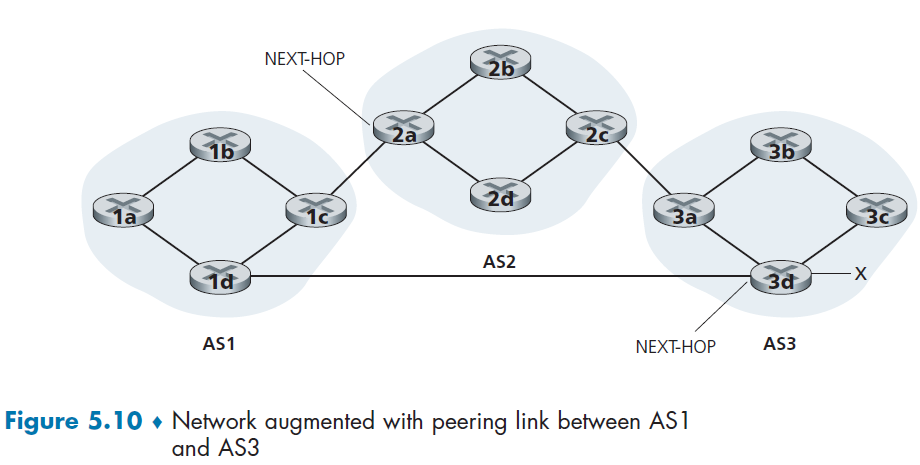 NEXT-HOP
2b
2a
2c
1b
3b
2d
1a
1c
3a
3c
AS2
1d
3d
X
AS1
NEXT-HOP
AS3
Figure 5.10 ♦ Network augmented with peering link between AS1
and AS3